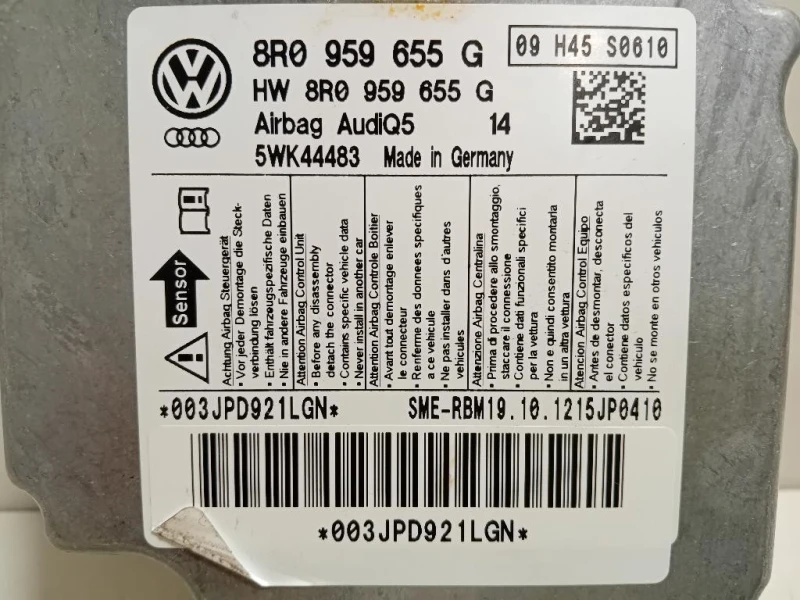 8R0 959 655 G
09 H45 S0610
HW 8R0 959 655 G
Airbag AudiQ5 14
5WK44483 Made in Germany
Sensor
Achtung Airbag Steuergerät
• Vor jeder Demontage die Steck-
verbindung lösen
• Enthält fahrzeugspezifische Daten
• Nie in andere Fahrzeuge einbauen
Attention Airbag Control Unit
• Before any disassembly
detach the connector
• Contains specific vehicle data
• Never install in another car
Attention Airbag Controle Boitier
• Avant tout demontage enlever
le connecteur
• Renferme des donnees specifiques
a ce vehicule
• Ne pas installer dans d'autres
vehicules
Attenzione Airbag Centralina
• Prima di procedere allo smontaggio,
staccare il connessione
• Contiene dati funzionali specifici
per la vettura
• Non e quindi consentito montaria
in un altra vettura
Atencion Airbag Control Equipo
• Antes de desmontar, desconecta
el conector
• Contiene datos especificos del
vehiculo
• No se monte en otros vehiculos
*003JPD921LGN*
SME-RBM19.10.1215JP0410
*003JPD921LGN*